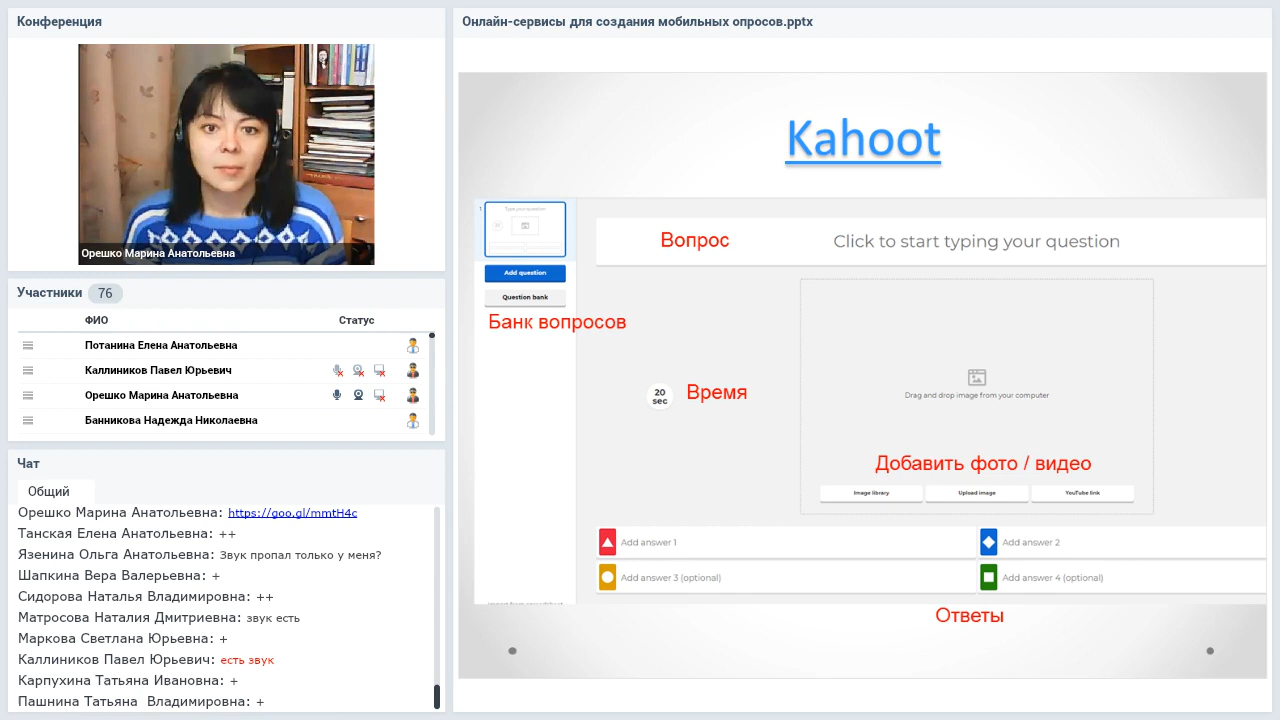 Конференция
Орешко Марина Анатольевна
Участники 76
ФИО Статус
Потанина Елена Анатольевна
Каллиников Павел Юрьевич
Орешко Марина Анатольевна
Банникова Надежда Николаевна
Чат
Общий
Орешко Марина Анатольевна: https://goo.gl/mmtH4c
Танская Елена Анатольевна: ++
Язенина Ольга Анатольевна: Звук пропал только у меня?
Шапкина Вера Валерьевна: +
Сидорова Наталья Владимировна: ++
Матросова Наталия Дмитриевна: звук есть
Маркова Светлана Юрьевна: +
Каллиников Павел Юрьевич: есть звук
Карпухина Татьяна Ивановна: +
Пашнина Татьяна Владимировна: +
Онлайн-сервисы для создания мобильных опросов.pptx
Kahoot
1 Type your question
Add question
Question bank
Банк вопросов
Вопрос Click to start typing your question
20 sec Время
Drag and drop image from your computer
Добавить фото / видео
Image library Upload image YouTube link
Add answer 1 Add answer 2
Add answer 3 (optional) Add answer 4 (optional)
Ответы